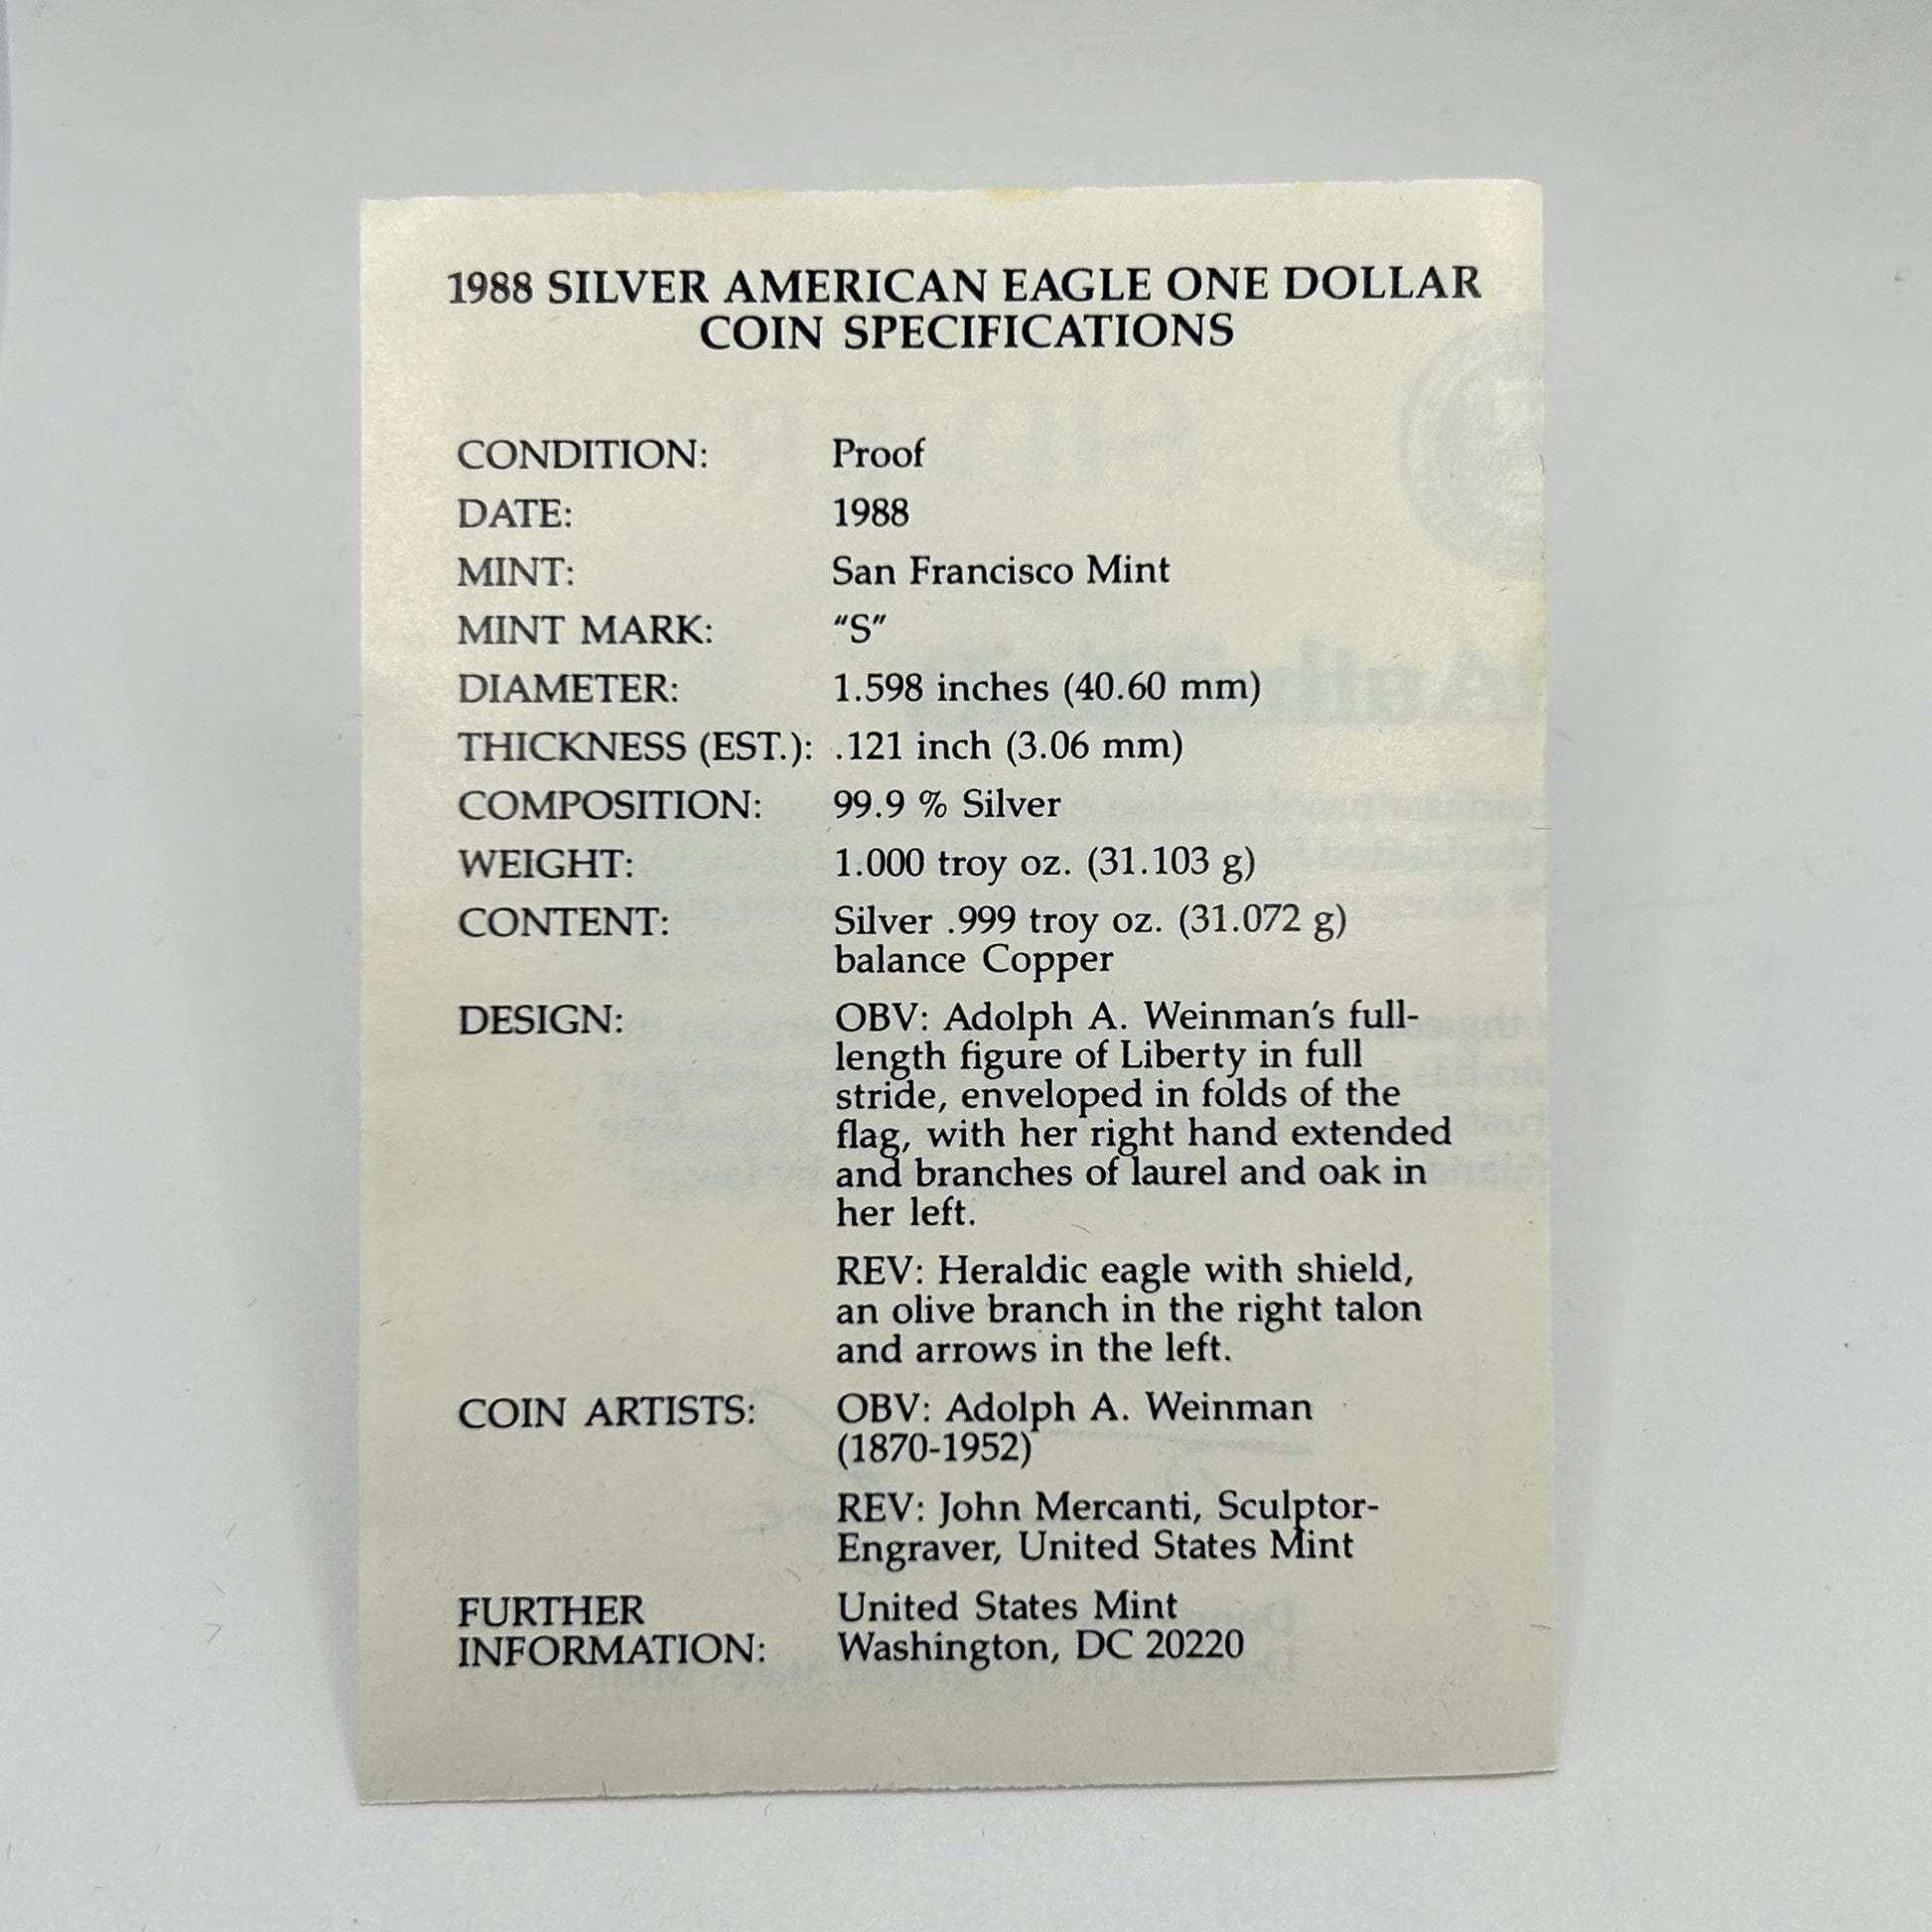 1988 SILVER AMERICAN EAGLE ONE DOLLAR
COIN SPECIFICATIONS
CONDITION: Proof
DATE: 1988
MINT: San Francisco Mint
MINT MARK: “S”
DIAMETER: 1.598 inches (40.60 mm)
THICKNESS (EST.): .121 inch (3.06 mm)
COMPOSITION: 99.9 % Silver
WEIGHT: 1.000 troy oz. (31.103 g)
CONTENT: Silver .999 troy oz. (31.072 g)
balance Copper
DESIGN: OBV: Adolph A. Weinman’s full-
length figure of Liberty in full
stride, enveloped in folds of the
flag, with her right hand extended
and branches of laurel and oak in
her left.
REV: Heraldic eagle with shield,
an olive branch in the right talon
and arrows in the left.
COIN ARTISTS: OBV: Adolph A. Weinman
(1870-1952)
REV: John Mercanti, Sculptor-
Engraver, United States Mint
FURTHER
INFORMATION:
United States Mint
Washington, DC 20220